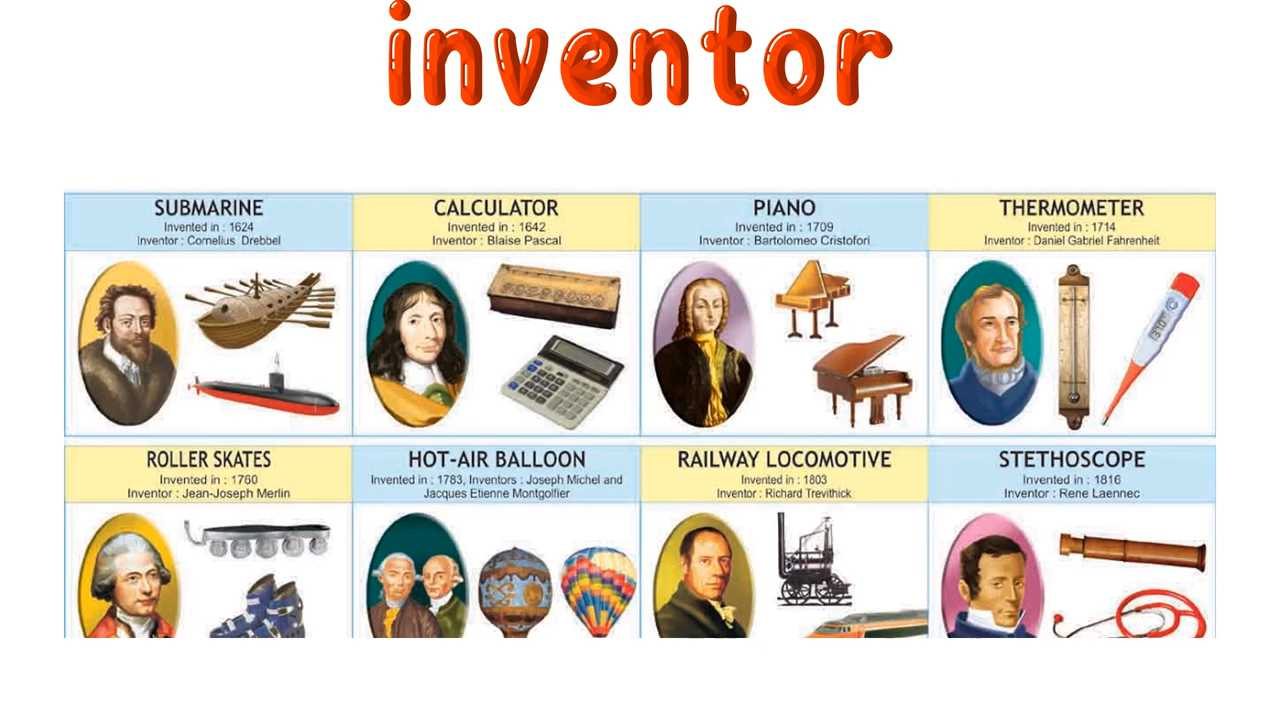 inventor
SUBMARINE
Invented in : 1624
Inventor : Cornelius Drebbel
CALCULATOR
Invented in : 1642
Inventor : Blaise Pascal
PIANO
Invented in : 1709
Inventor : Bartolomeo Cristofori
THERMOMETER
Invented in : 1714
Inventor : Daniel Gabriel Fahrenheit
ROLLER SKATES
Invented in : 1760
Inventor : Jean-Joseph Merlin
HOT-AIR BALLOON
Invented in : 1783, Inventors : Joseph Michel and
Jacques Etienne Montgolfier
RAILWAY LOCOMOTIVE
Invented in : 1803
Inventor : Richard Trevithick
STETHOSCOPE
Invented in : 1816
Inventor : Rene Laennec